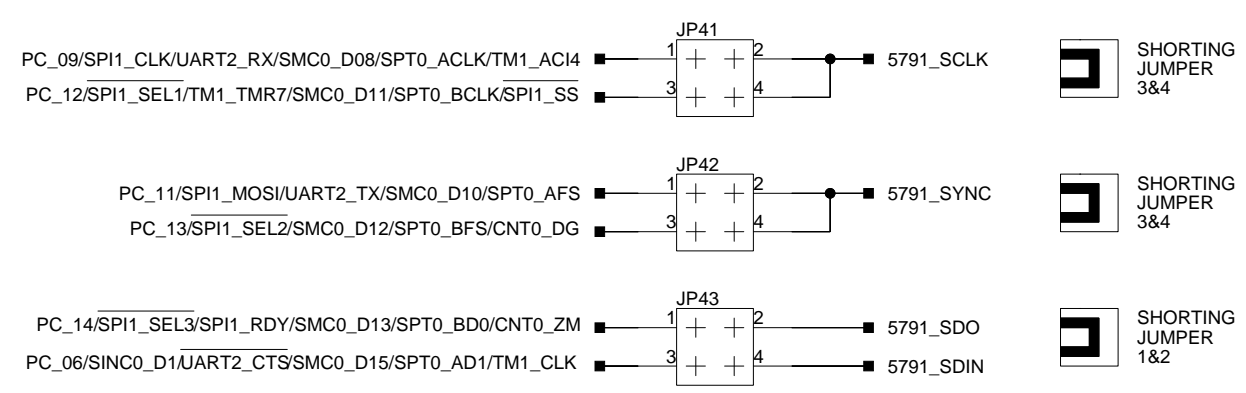 JP41
PC_09/SPI1_CLK/UART2_RX/SMC0_D08/SPT0_ACLK/TM1_ACI4 1 2 5791_SCLK
PC_12/SPI1_SEL1/TM1_TMR7/SMC0_D11/SPT0_BCLK/SPI1_SS 3 4
SHORTING
JUMPER
3&4
JP42
PC_11/SPI1_MOSI/UART2_TX/SMC0_D10/SPT0_AFS 1 2 5791_SYNC
PC_13/SPI1_SEL2/SMC0_D12/SPT0_BFS/CNT0_DG 3 4
SHORTING
JUMPER
3&4
JP43
PC_14/SPI1_SEL3/SPI1_RDY/SMC0_D13/SPT0_BD0/CNT0_ZM 1 2 5791_SDO
PC_06/SINC0_D1/UART2_CTS/SMC0_D15/SPT0_AD1/TM1_CLK 3 4 5791_SDIN
SHORTING
JUMPER
1&2